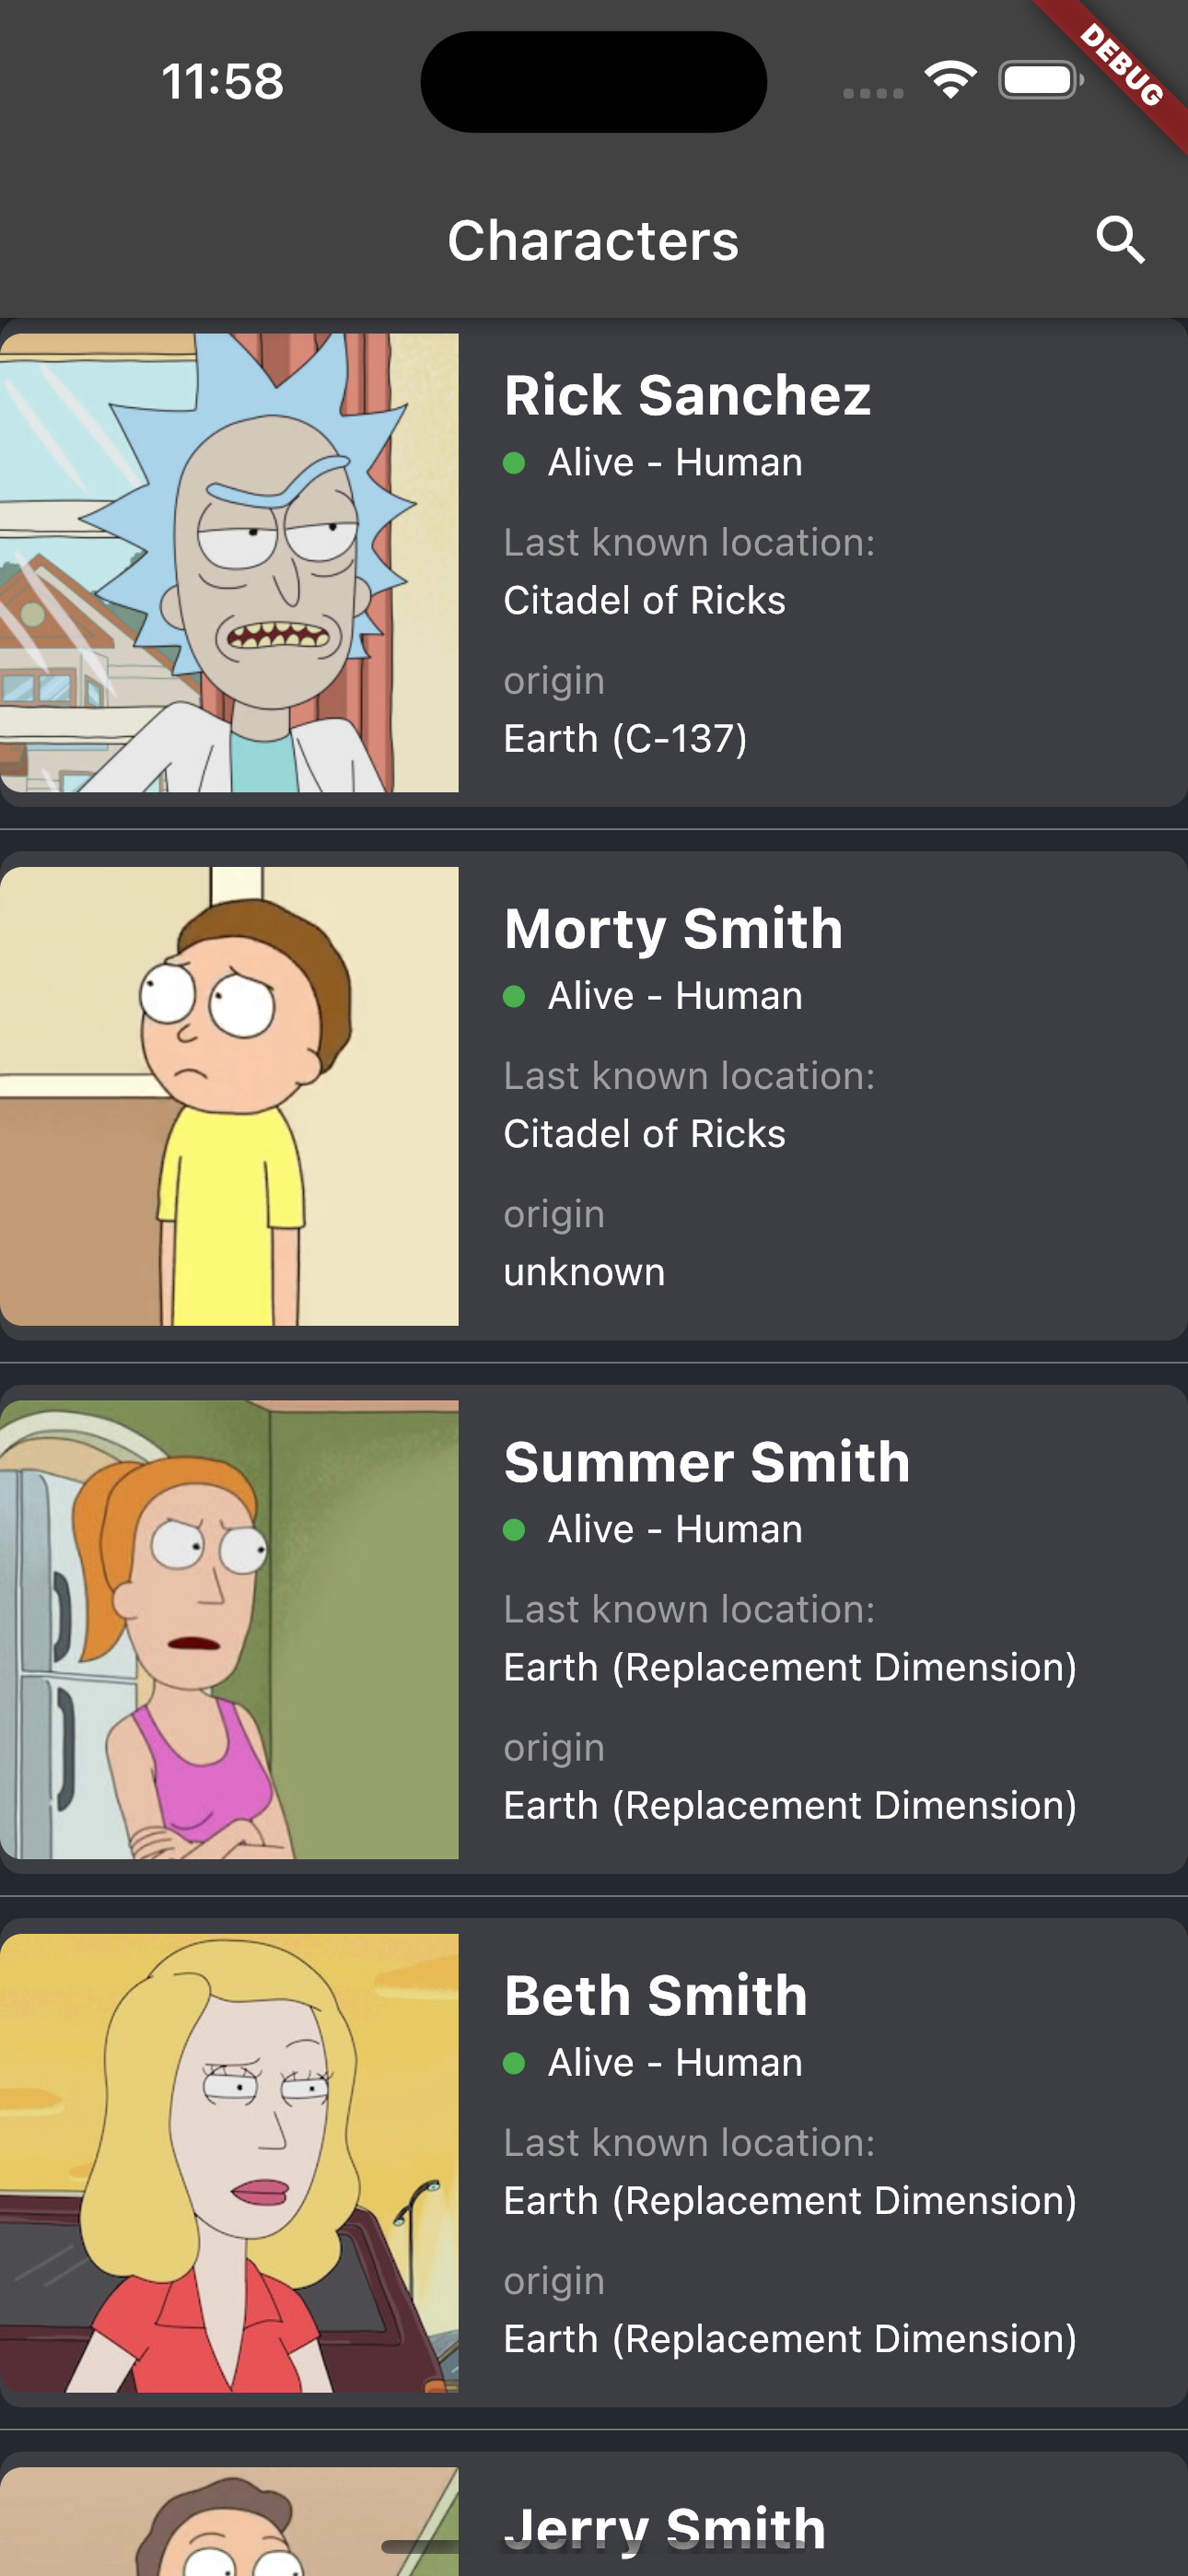 11:58
DEBUG
Characters
Rick Sanchez
Alive - Human
Last known location:
Citadel of Ricks
origin
Earth (C-137)
Morty Smith
Alive - Human
Last known location:
Citadel of Ricks
origin
unknown
Summer Smith
Alive - Human
Last known location:
Earth (Replacement Dimension)
origin
Earth (Replacement Dimension)
Beth Smith
Alive - Human
Last known location:
Earth (Replacement Dimension)
origin
Earth (Replacement Dimension)
Jerry Smith